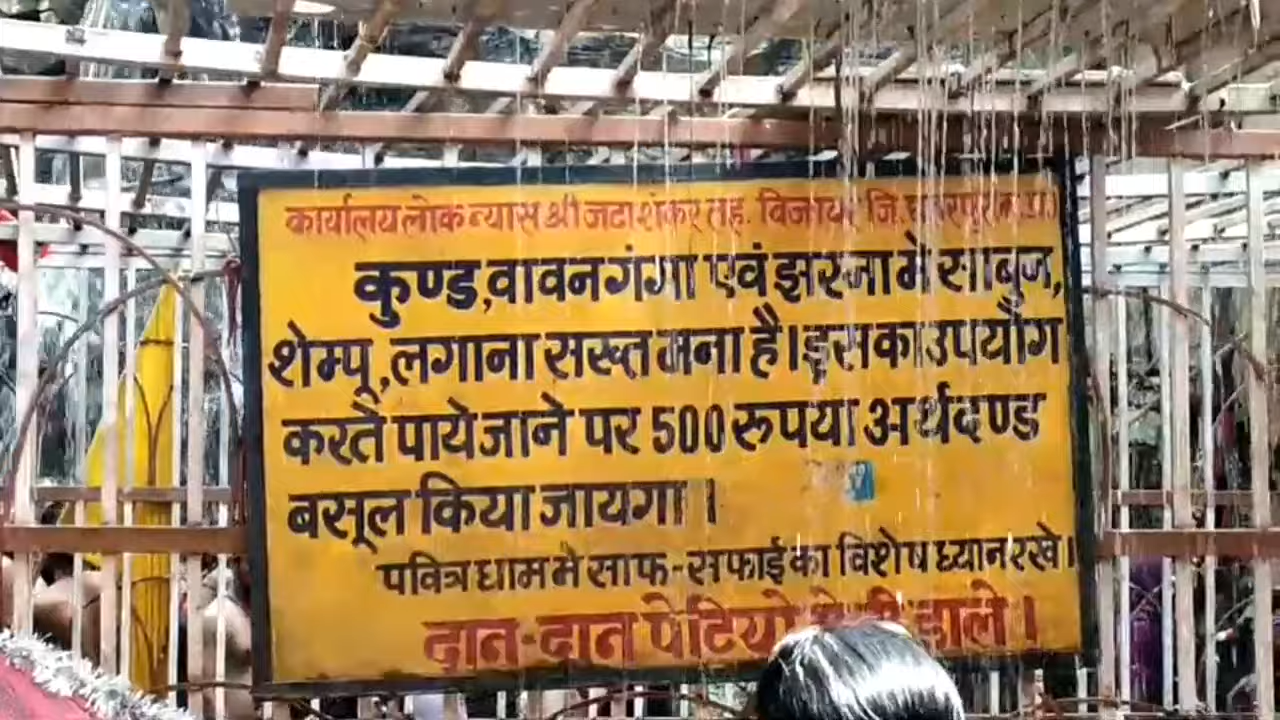 कार्यालय लोक न्यास श्री जटाशंकर तह. विजावर जि. छतरपुर (म.प्र.)
कुण्ड, वावन गंगा एवं झरना मे साबुन,
शेम्पू, लगाना सख्त मना है। इसका उपयोग
करते पाये जाने पर 500 रुपया अर्थदण्ड
बसूल किया जायगा ।
पवित्र धाम मे साफ-सफाई का विशेष ध्यान रखे।
दान-दान पेटियो डाले ।